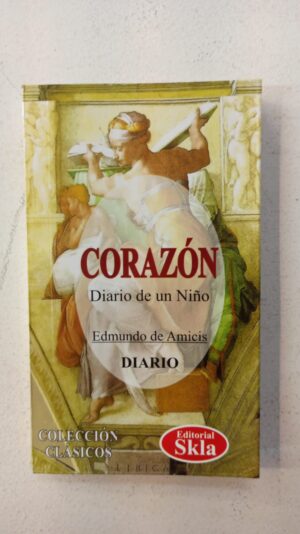 CORAZÓN
Diario de un Niño
Edmundo de Amicis
DIARIO
COLECCIÓN
CLÁSICOS
Editorial
Skla